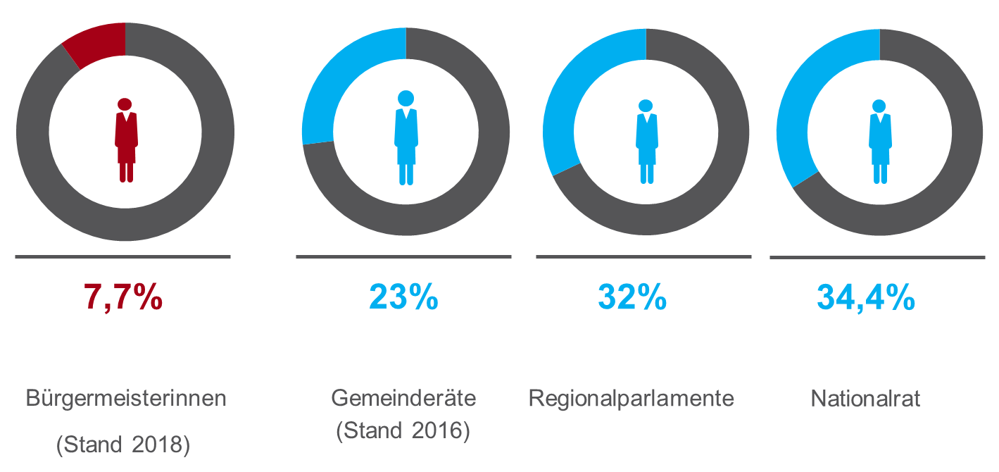 7,7%
23%
32%
34,4%
Bürgermeisterinnen
(Stand 2018)
Gemeinderäte
(Stand 2016)
Regionalparlamente
Nationalrat